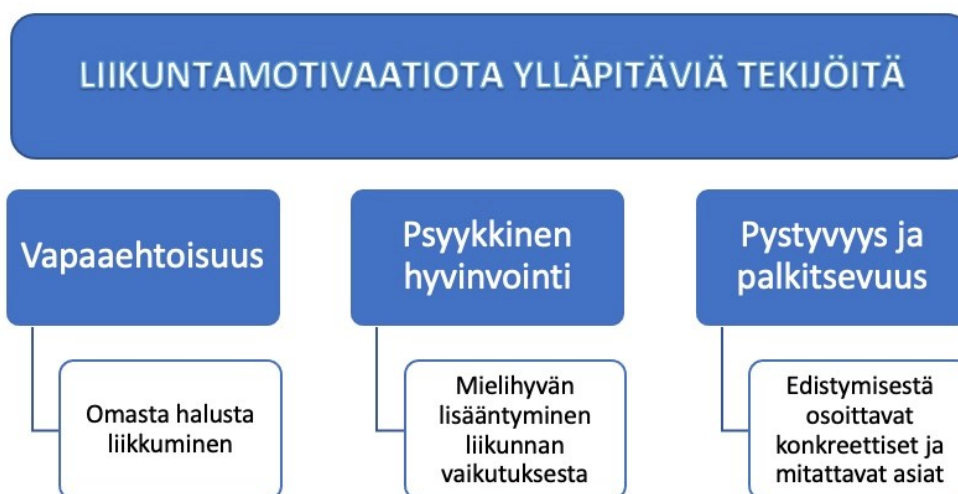 LIIKUNTAMOTIVAATIOTA YLLÄPITÄVIÄ TEKIJÖITÄ
Vapaaehtoisuus
Omasta halusta
liikkuminen
Psyykkinen
hyvinvointi
Mielihyvän
lisääntyminen
liikunnan
vaikutuksesta
Pystyvyys ja
palkitsevuus
Edistymisestä
osoittavat
konkreettiset ja
mitattavat asiat